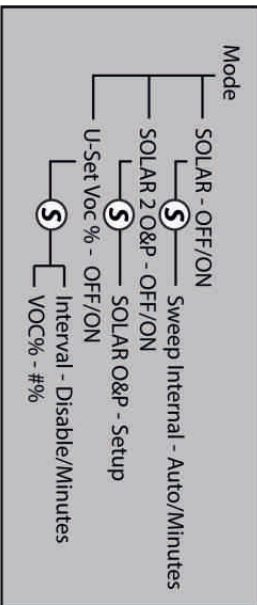 Mode
SOLAR - OFF/ON
S Sweep Internal - Auto/Minutes
SOLAR 2 O&P - OFF/ON
S SOLAR O&P - Setup
U-Set Voc % - OFF/ON
S Interval - Disable/Minutes
VOC% - #%